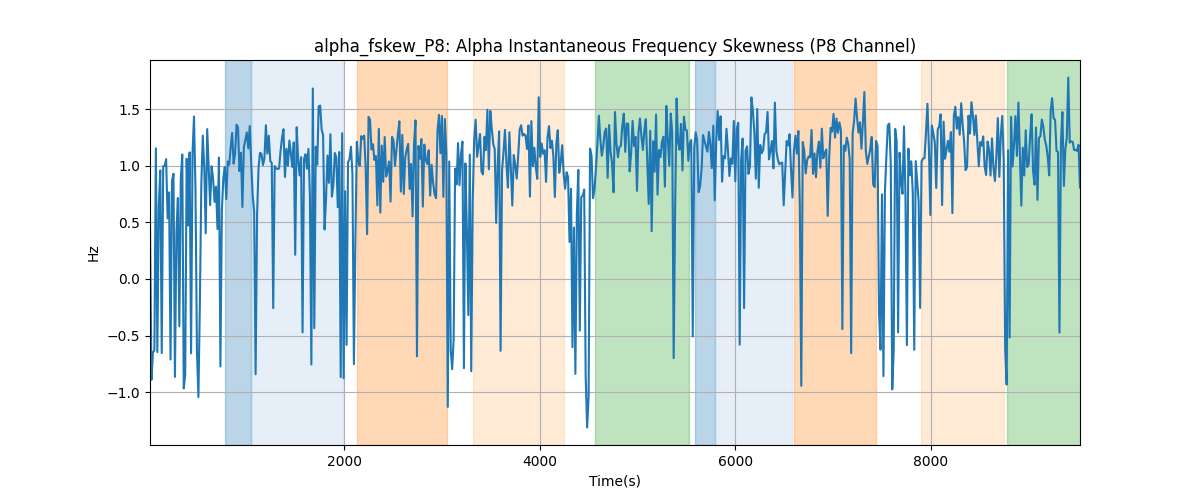 alpha_fskew_P8: Alpha Instantaneous Frequency Skewness (P8 Channel)
1.5
1.0
0.5
0.0
−0.5
−1.0
Hz
2000 4000 6000 8000
Time(s)